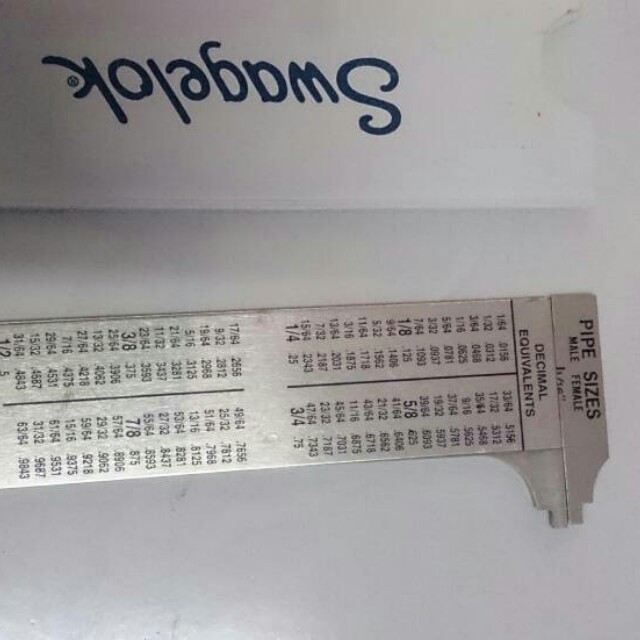 Swagelok®
PIPE SIZES
MALE FEMALE
DECIMAL
EQUIVALENTS
1/64 .0156 33/64 .5156
1/32 .0312 17/32 .5312
3/64 .0469 35/64 .5468
1/16 .0625 9/16 .5625
5/64 .0781 37/64 .5781
3/32 .0937 19/32 .5937
7/64 .1093 39/64 .6093
1/8 .125 5/8 .625
9/64 .1406 41/64 .6406
5/32 .1562 21/32 .6562
11/64 .1718 43/64 .6718
3/16 .1875 11/16 .6875
13/64 .2031 45/64 .7031
7/32 .2187 23/32 .7187
15/64 .2343 47/64 .7343
1/4 .25 3/4 .75
17/64 .2656 49/64 .7656
9/32 .2812 25/32 .7812
19/64 .2968 51/64 .7968
5/16 .3125 13/16 .8125
21/64 .3281 53/64 .8281
11/32 .3437 27/32 .8437
23/64 .3593 55/64 .8593
3/8 .375 7/8 .875
25/64 .3906 57/64 .8906
13/32 .4062 29/32 .9062
27/64 .4218 59/64 .9218
7/16 .4375 15/16 .9375
29/64 .4531 61/64 .9531
15/32 .4687 31/32 .9687
31/64 .4843 63/64 .9843
1/2 .5